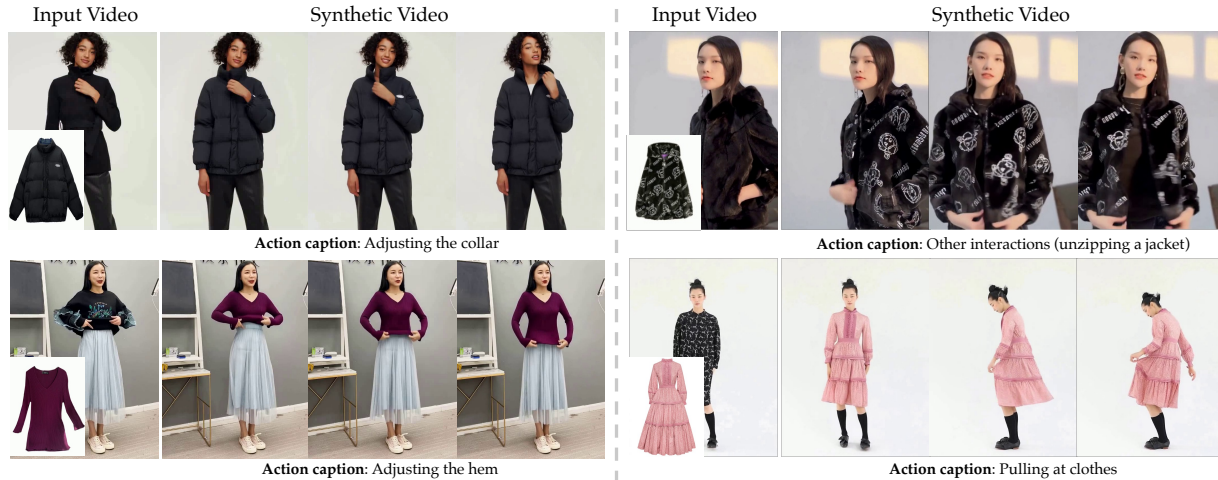 Input Video
Synthetic Video
Action caption: Adjusting the collar
Action caption: Adjusting the hem
Input Video
Synthetic Video
Action caption: Other interactions (unzipping a jacket)
Action caption: Pulling at clothes